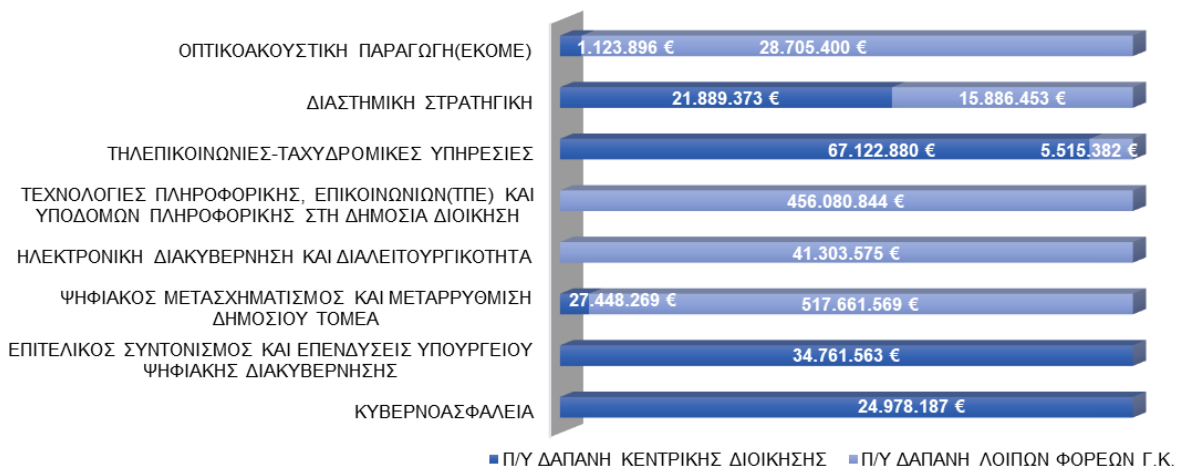 ΟΠΤΙΚΟΑΚΟΥΣΤΙΚΗ ΠΑΡΑΓΩΓΗ(ΕΚΟΜΕ)
1.123.896 € 28.705.400 €
ΔΙΑΣΤΗΜΙΚΗ ΣΤΡΑΤΗΓΙΚΗ
21.889.373 € 15.886.453 €
ΤΗΛΕΠΙΚΟΙΝΩΝΙΕΣ-ΤΑΧΥΔΡΟΜΙΚΕΣ ΥΠΗΡΕΣΙΕΣ
67.122.880 € 5.515.382 €
ΤΕΧΝΟΛΟΓΙΕΣ ΠΛΗΡΟΦΟΡΙΚΗΣ, ΕΠΙΚΟΙΝΩΝΙΩΝ(ΤΠΕ) ΚΑΙ
ΥΠΟΔΟΜΩΝ ΠΛΗΡΟΦΟΡΙΚΗΣ ΣΤΗ ΔΗΜΟΣΙΑ ΔΙΟΙΚΗΣΗ
456.080.844 €
ΗΛΕΚΤΡΟΝΙΚΗ ΔΙΑΚΥΒΕΡΝΗΣΗ ΚΑΙ ΔΙΑΛΕΙΤΟΥΡΓΙΚΟΤΗΤΑ
41.303.575 €
ΨΗΦΙΑΚΟΣ ΜΕΤΑΣΧΗΜΑΤΙΣΜΟΣ ΚΑΙ ΜΕΤΑΡΡΥΘΜΙΣΗ
ΔΗΜΟΣΙΟΥ ΤΟΜΕΑ
27.448.269 € 517.661.569 €
ΕΠΙΤΕΛΙΚΟΣ ΣΥΝΤΟΝΙΣΜΟΣ ΚΑΙ ΕΠΕΝΔΥΣΕΙΣ ΥΠΟΥΡΓΕΙΟΥ
ΨΗΦΙΑΚΗΣ ΔΙΑΚΥΒΕΡΝΗΣΗΣ
34.761.563 €
ΚΥΒΕΡΝΟΑΣΦΑΛΕΙΑ
24.978.187 €
Π/Υ ΔΑΠΑΝΗ ΚΕΝΤΡΙΚΗΣ ΔΙΟΙΚΗΣΗΣ Π/Υ ΔΑΠΑΝΗ ΛΟΙΠΩΝ ΦΟΡΕΩΝ Γ.Κ.